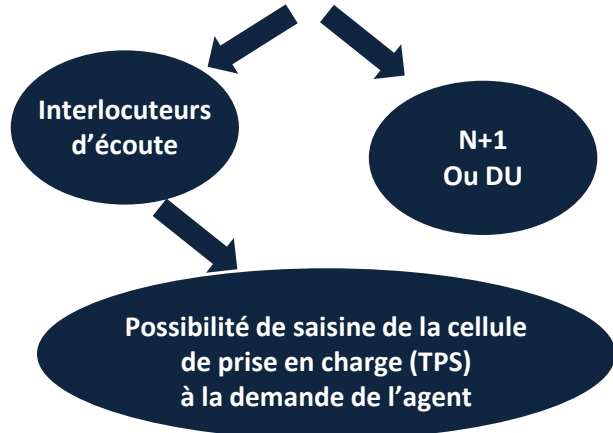 Interlocuteurs
d’écoute
N+1
Ou DU
Possibilité de saisine de la cellule
de prise en charge (TPS)
à la demande de l’agent